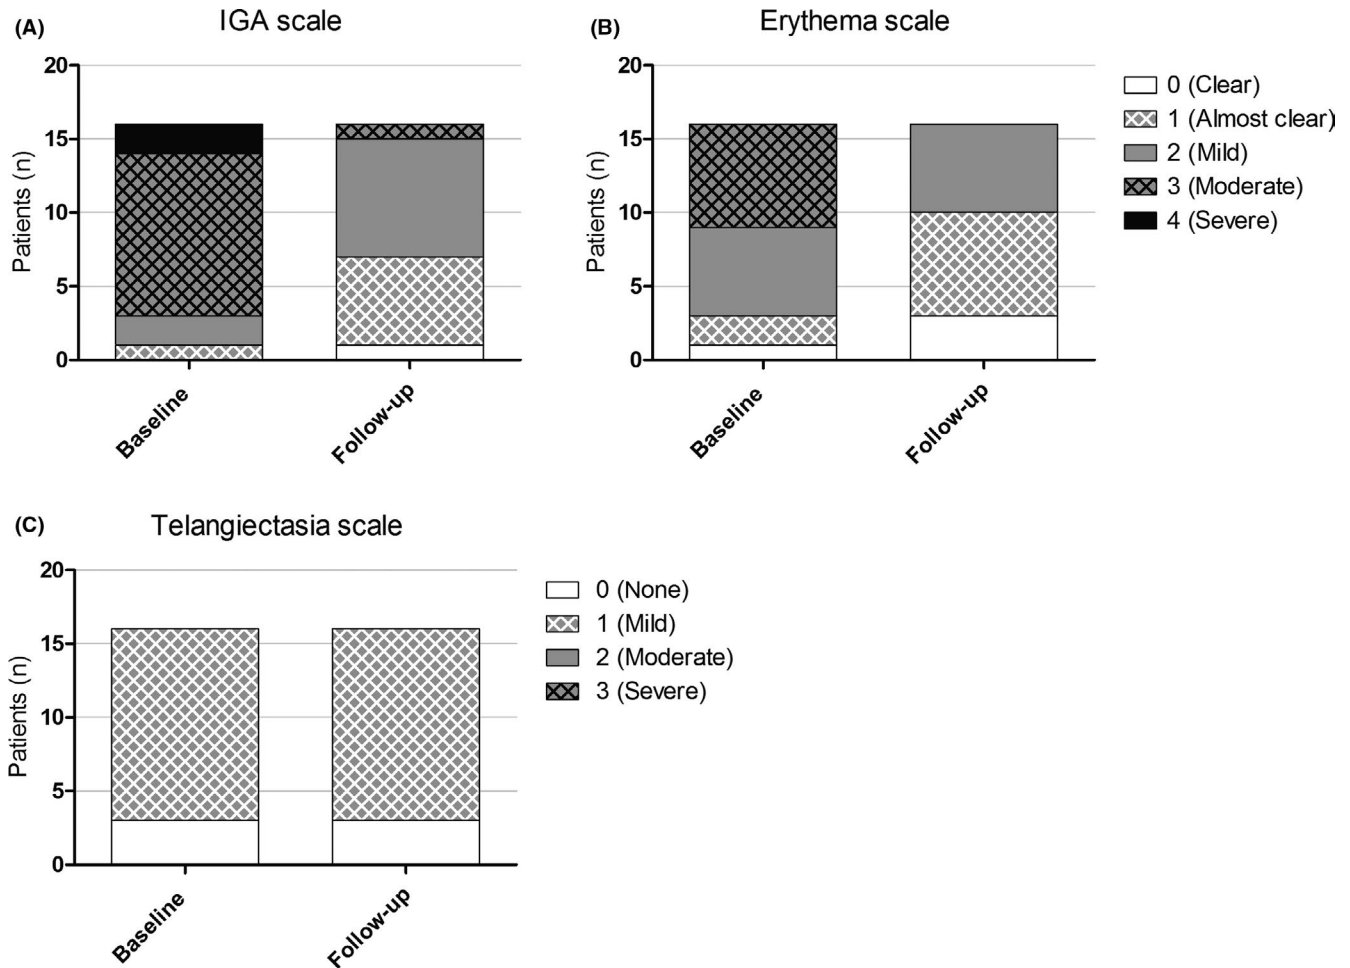 (A)
IGA scale
20
15
10
5
0
Patients (n)
Baseline
Follow-up
(B)
Erythema scale
20
15
10
5
0
Patients (n)
Baseline
Follow-up
0 (Clear)
1 (Almost clear)
2 (Mild)
3 (Moderate)
4 (Severe)
(C)
Telangiectasia scale
20
15
10
5
0
Patients (n)
Baseline
Follow-up
0 (None)
1 (Mild)
2 (Moderate)
3 (Severe)